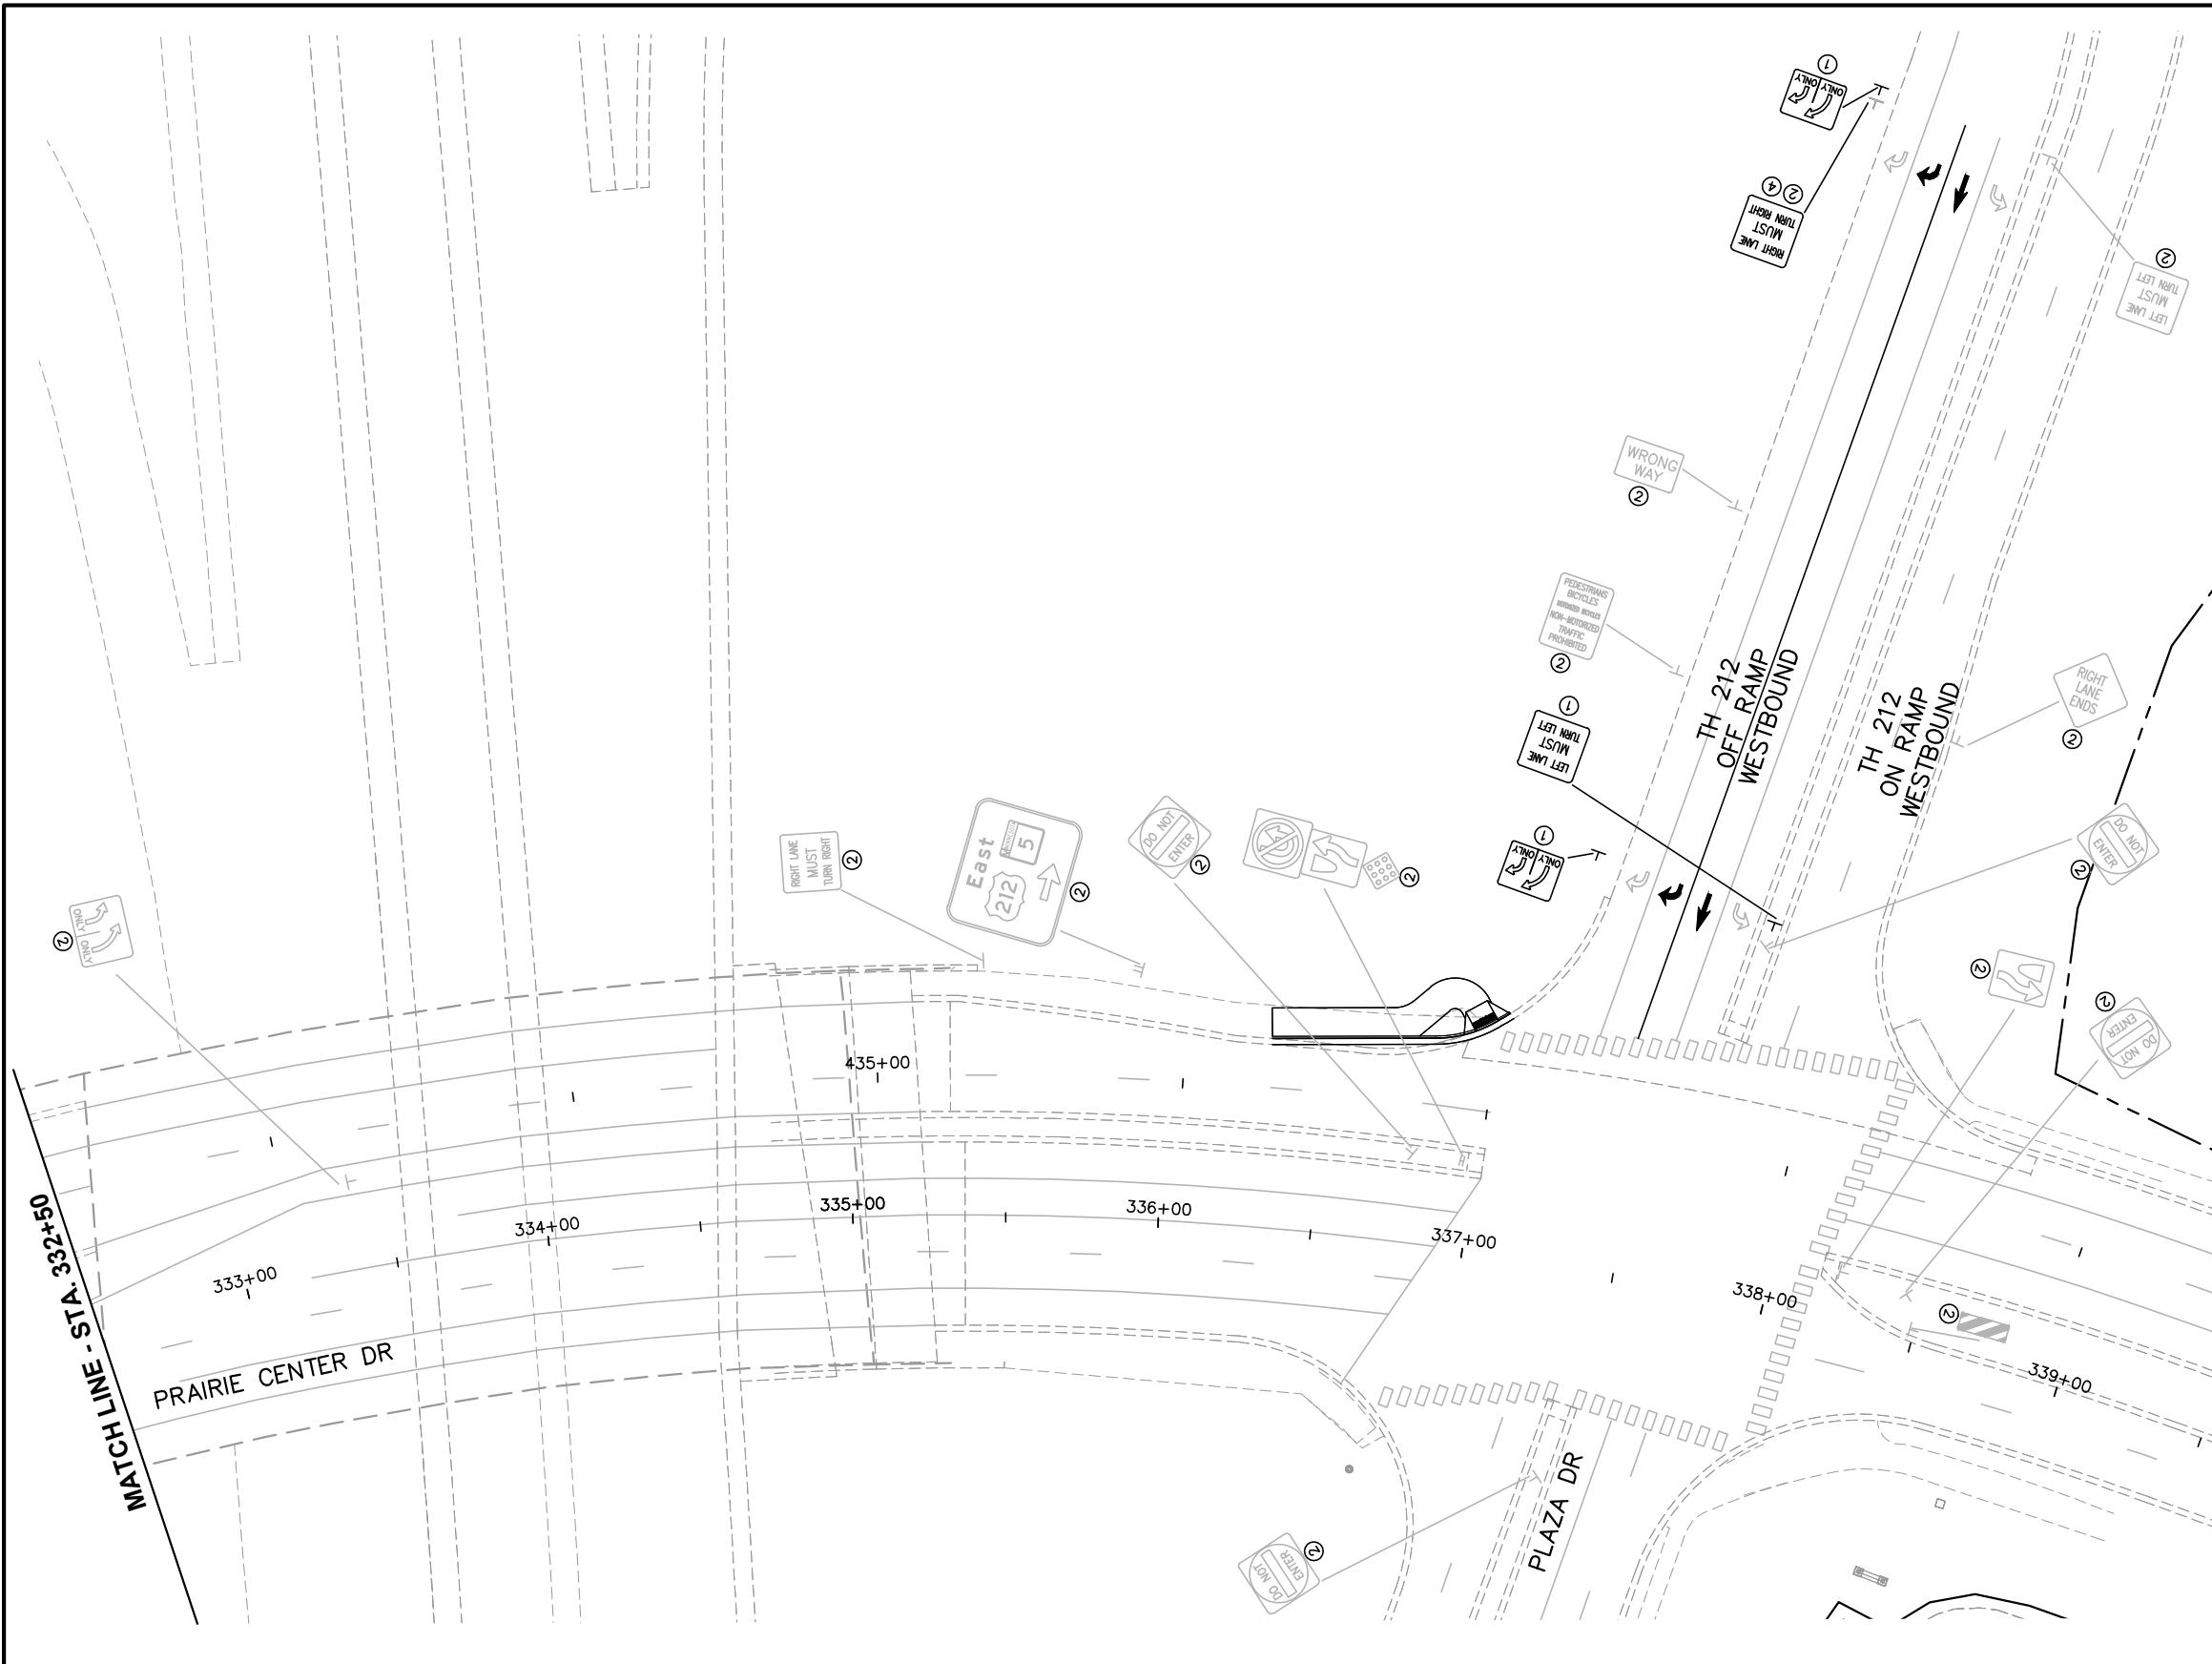 1
ONLY
ONLY
2
4
RIGHT LANE
MUST
TURN RIGHT
2
LEFT LANE
MUST
TURN LEFT
WRONG
WAY
2
PEDESTRIANS
BICYCLES
NON-MOTORIZED
TRAFFIC
PROHIBITED
2
TH 212
OFF RAMP
WESTBOUND
TH 212
ON RAMP
WESTBOUND
RIGHT
LANE
ENDS
2
1
LEFT LANE
MUST
TURN LEFT
1
ONLY
ONLY
DO NOT
ENTER
2
RIGHT LANE
MUST
TURN RIGHT
2
East
212
5
2
DO NOT
ENTER
2
2
ONLY
ONLY
2
2
2
DO NOT
ENTER
435+00
333+00
334+00
335+00
336+00
337+00
338+00
339+00
2
MATCH LINE - STA. 332+50
PRAIRIE CENTER DR
PLAZA DR
DO NOT
ENTER
2